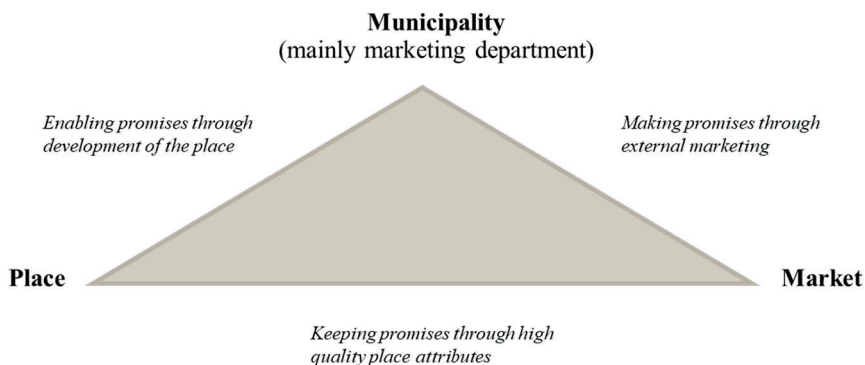 Municipality
(mainly marketing department)
Enabling promises through
development of the place
Making promises through
external marketing
Place
Market
Keeping promises through high
quality place attributes